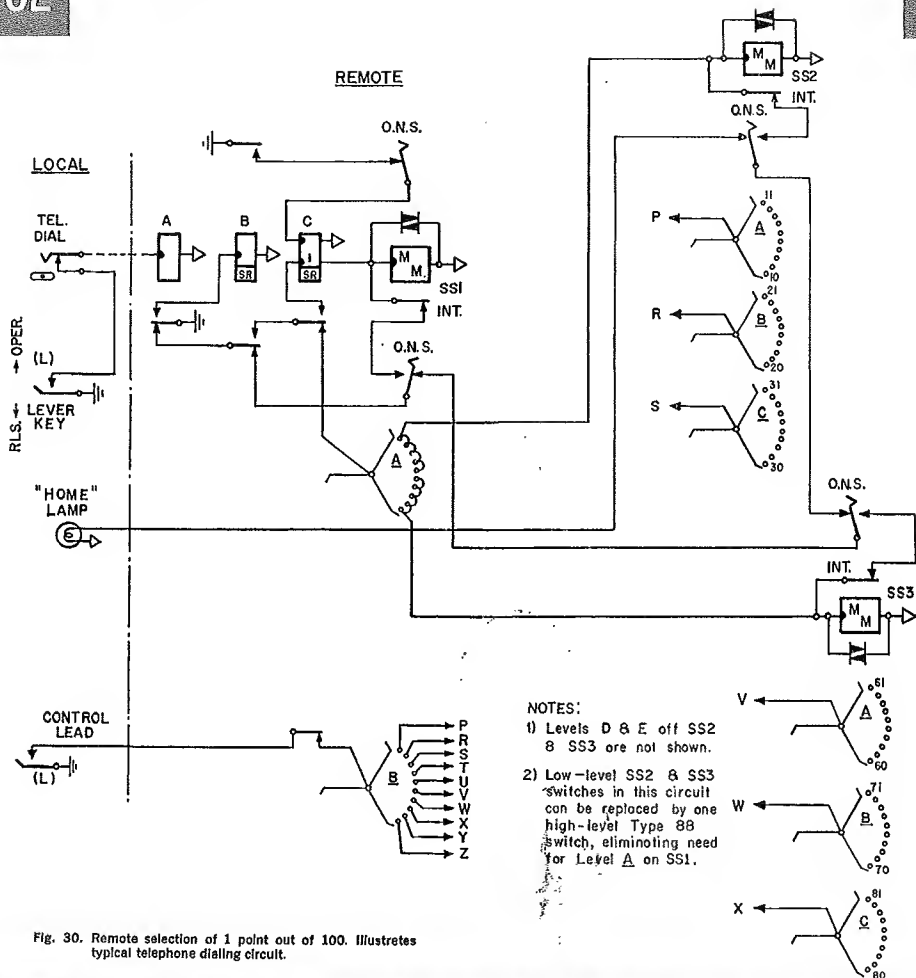 02
REMOTE
LOCAL
TEL.
DIAL
A
B
SR
C
I
SR
O.N.S.
M
M
SS1
INT.
O.N.S.
M
M
SS2
INT.
O.N.S.
P
A
11
10
R
B
21
20
S
C
31
30
RLS. ← → OPER.
(L)
LEVER
KEY
"HOME"
LAMP
A
O.N.S.
INT.
M
M
SS3
CONTROL
LEAD
(L)
B
P
R
S
T
U
V
W
X
Y
Z
NOTES:
1) Levels D & E off SS2
8 SS3 are not shown.
2) Low-level SS2 & SS3
switches in this circuit
can be replaced by one
high-level Type 88
switch, eliminating need
for Level A on SS1.
V
A
61
60
W
B
71
70
X
C
81
80
Fig. 30. Remote selection of 1 point out of 100. Illustretes
typical telephone dialing circuit.